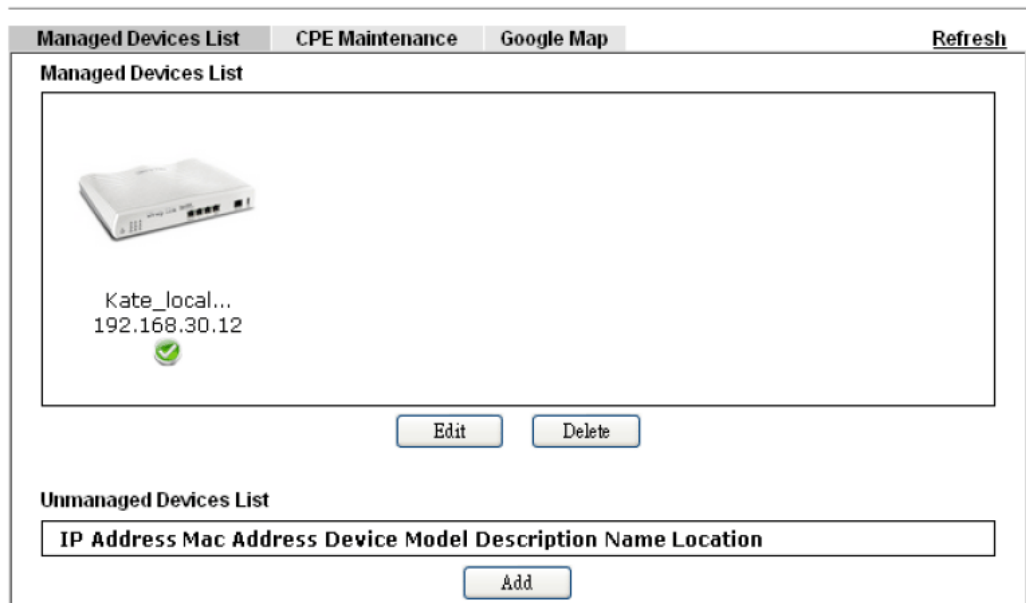 Managed Devices List CPE Maintenance Google Map Refresh
Managed Devices List
Kate_local...
192.168.30.12
Edit Delete
Unmanaged Devices List
IP Address Mac Address Device Model Description Name Location
Add